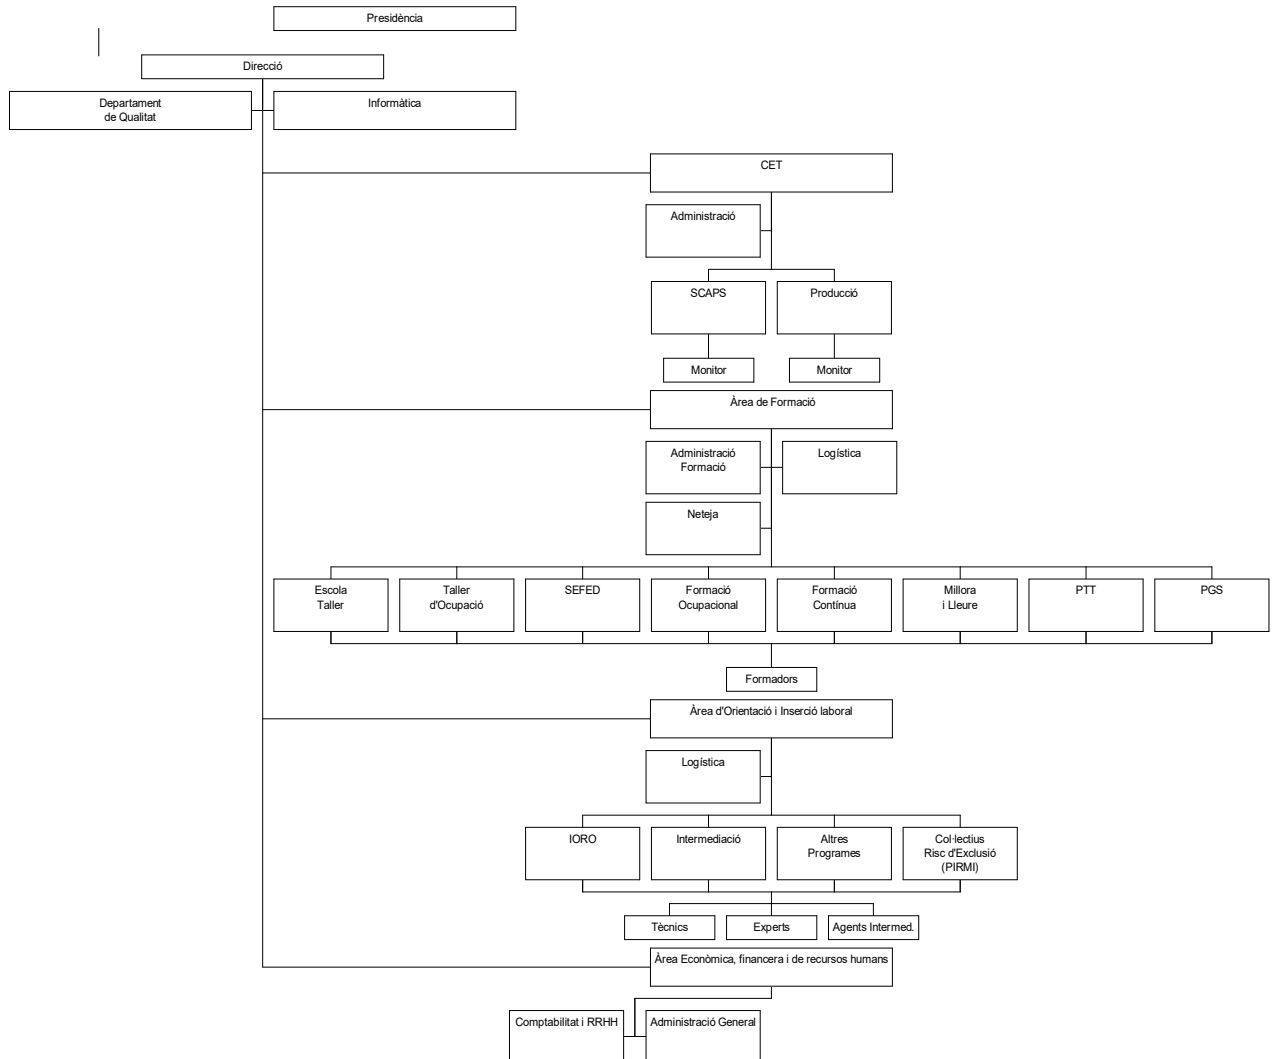 Presidència
Direcció
Departament
de Qualitat
Informàtica
CET
Administració
SCAPS
Producció
Monitor
Monitor
Àrea de Formació
Administració
Formació
Logística
Neteja
Escola
Taller
Taller
d'Ocupació
SEFED
Formació
Ocupacional
Formació
Contínua
Millora
i Lleure
PTT
PGS
Formadors
Àrea d'Orientació i Inserció laboral
Logística
IORO
Intermediació
Altres
Programes
Col·lectius
Risc d'Exclusió
(PIRMI)
Tècnics
Experts
Agents Intermed.
Àrea Econòmica, financera i de recursos humans
Comptabilitat i RRHH
Administració General